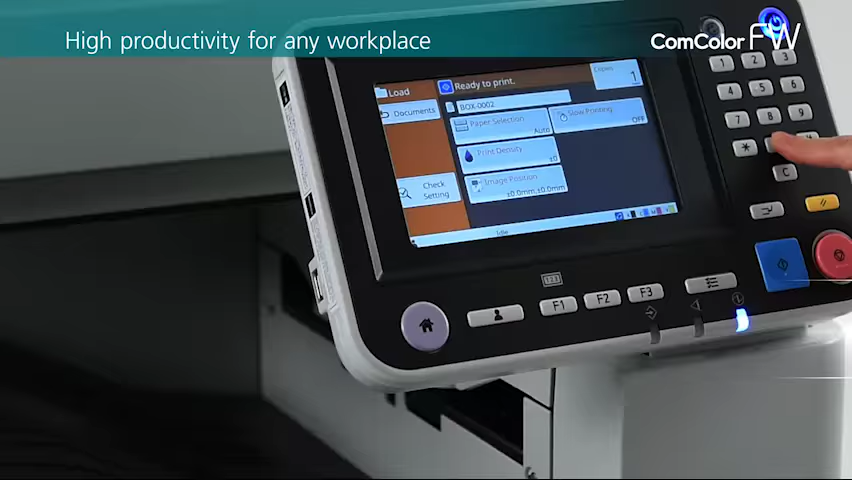 High productivity for any workplace
ComColor FW
Load
Ready to print.
Copies
1
Documents
BOX-0002
Paper Selection
Auto
Slow Printing
OFF
Print Density
±0
Check
Setting
Image Position
±0.0mm,±0.0mm
Idle
1 2 3
4 5 6
7 8 9
*
C
F1 F2 F3